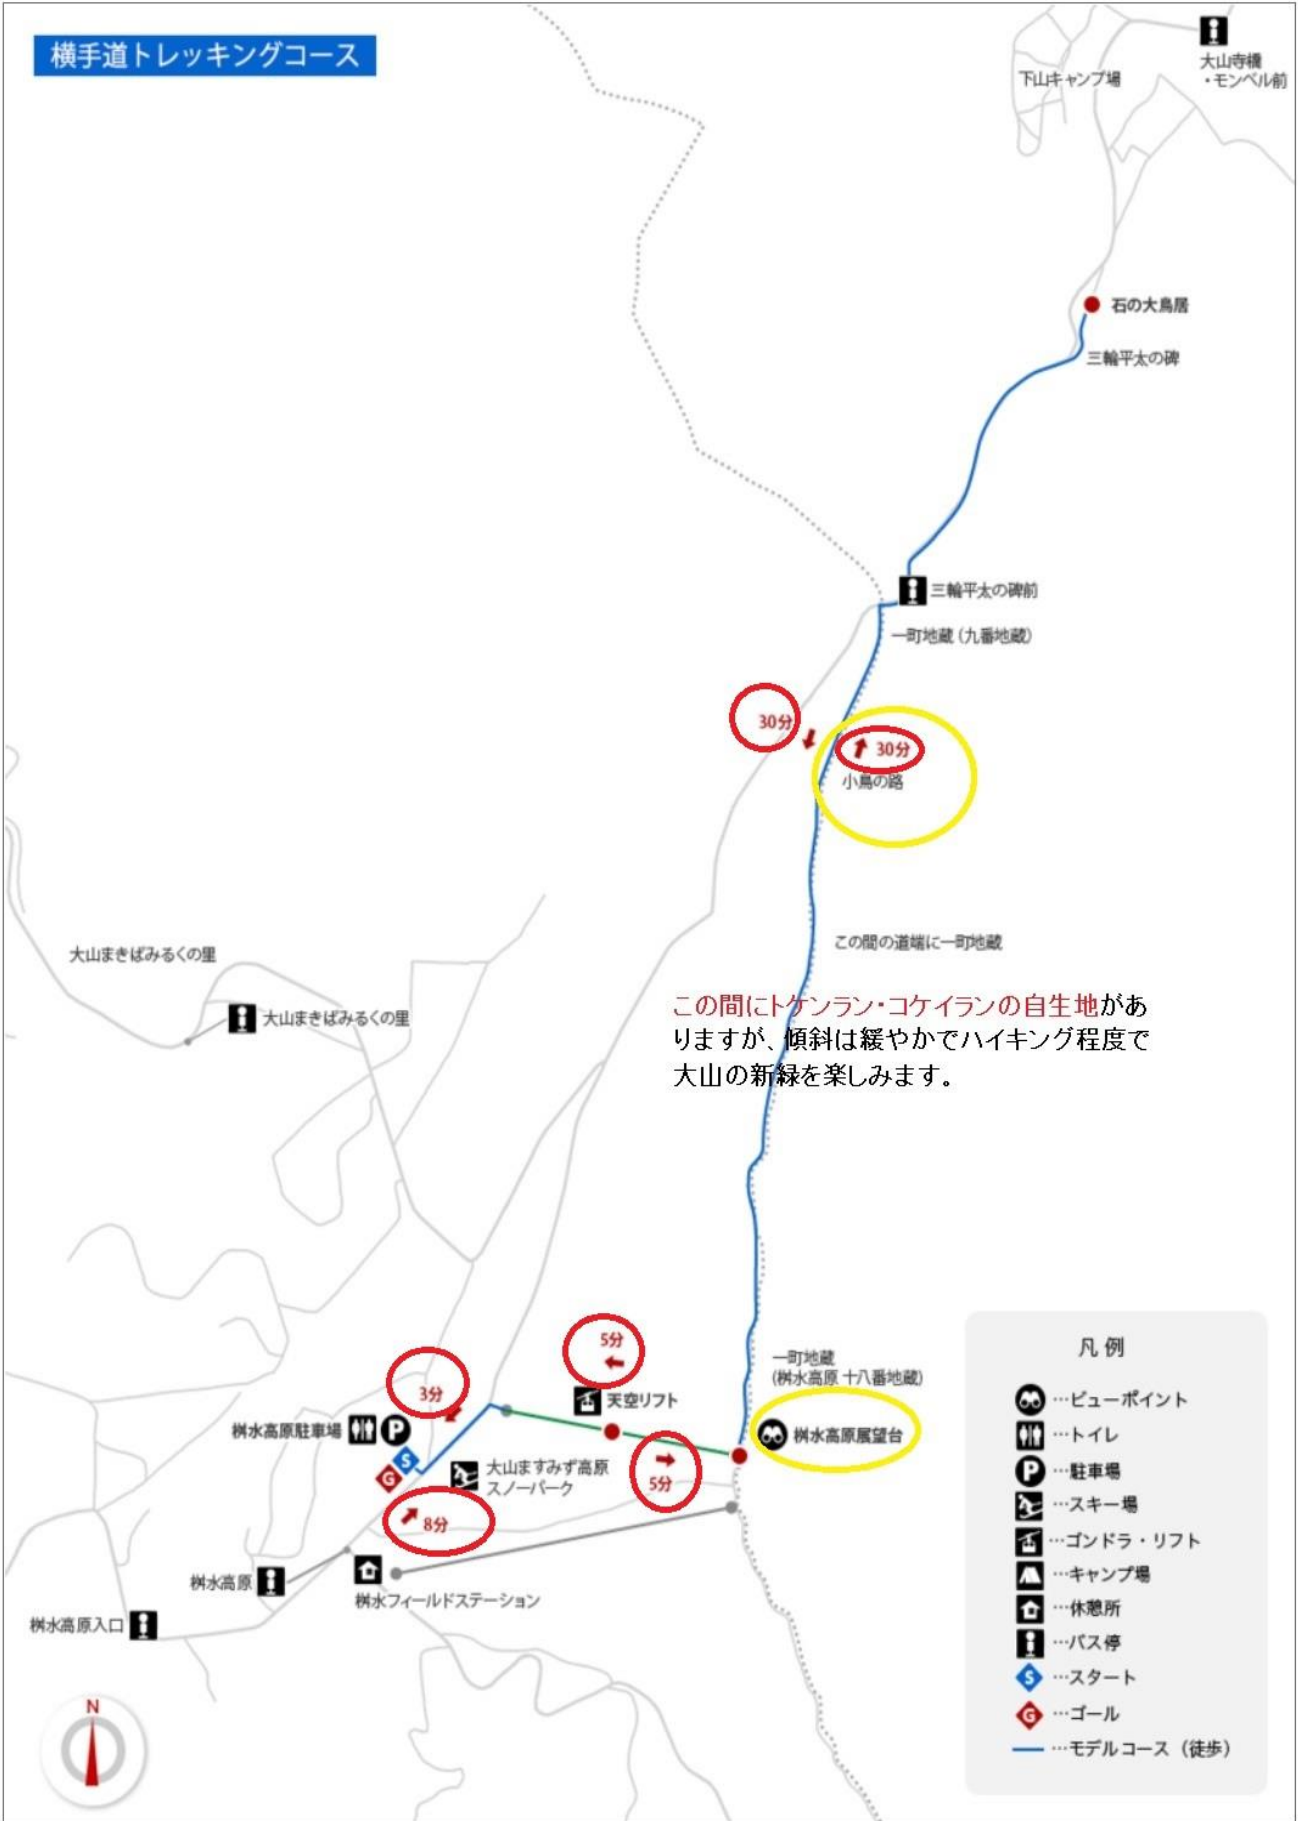 横手道トレッキングコース
大山寺橋
・モンベル前
下山キャンプ場
石の大鳥居
三輪平太の碑
三輪平太の碑前
一町地蔵(九番地蔵)
30分
30分
小鳥の路
この間の道端に一町地蔵
大山まきばみるくの里
大山まきばみるくの里
この間にトケンラン・コケイランの自生地があ
りますが、傾斜は緩やかでハイキング程度で
大山の新緑を楽しみます。
5分
一町地蔵
(桝水高原 十八番地蔵)
3分
天空リフト
桝水高原駐車場
P
桝水高原展望台
S
G
大山ますみず高原
スノーパーク
5分
8分
桝水高原
桝水フィールドステーション
桝水高原入口
N
凡例
…ビューポイント
…トイレ
P …駐車場
…スキー場
…ゴンドラ・リフト
…キャンプ場
…休憩所
…バス停
S …スタート
G …ゴール
…モデルコース (徒歩)